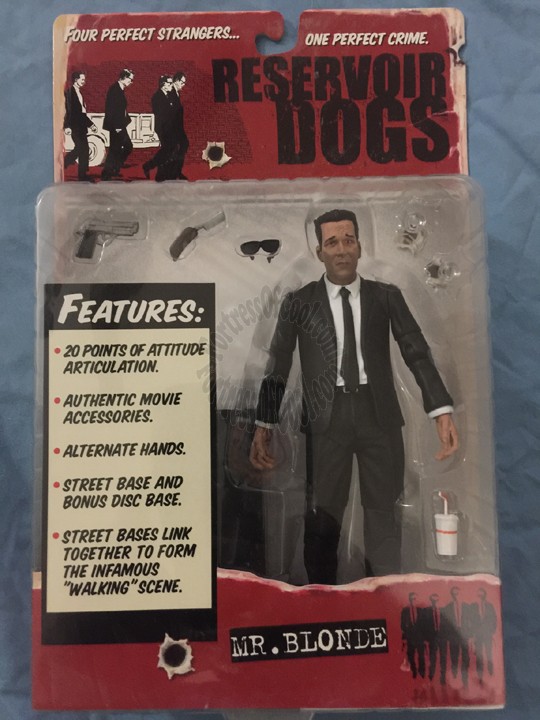 FOUR PERFECT STRANGERS...
ONE PERFECT CRIME.
RESERVOIR
DOGS
FEATURES:
• 20 POINTS OF ATTITUDE
ARTICULATION.
• AUTHENTIC MOVIE
ACCESSORIES.
• ALTERNATE HANDS.
• STREET BASE AND
BONUS DISC BASE.
• STREET BASES LINK
TOGETHER TO FORM
THE INFAMOUS
"WALKING" SCENE.
MR. BLONDE